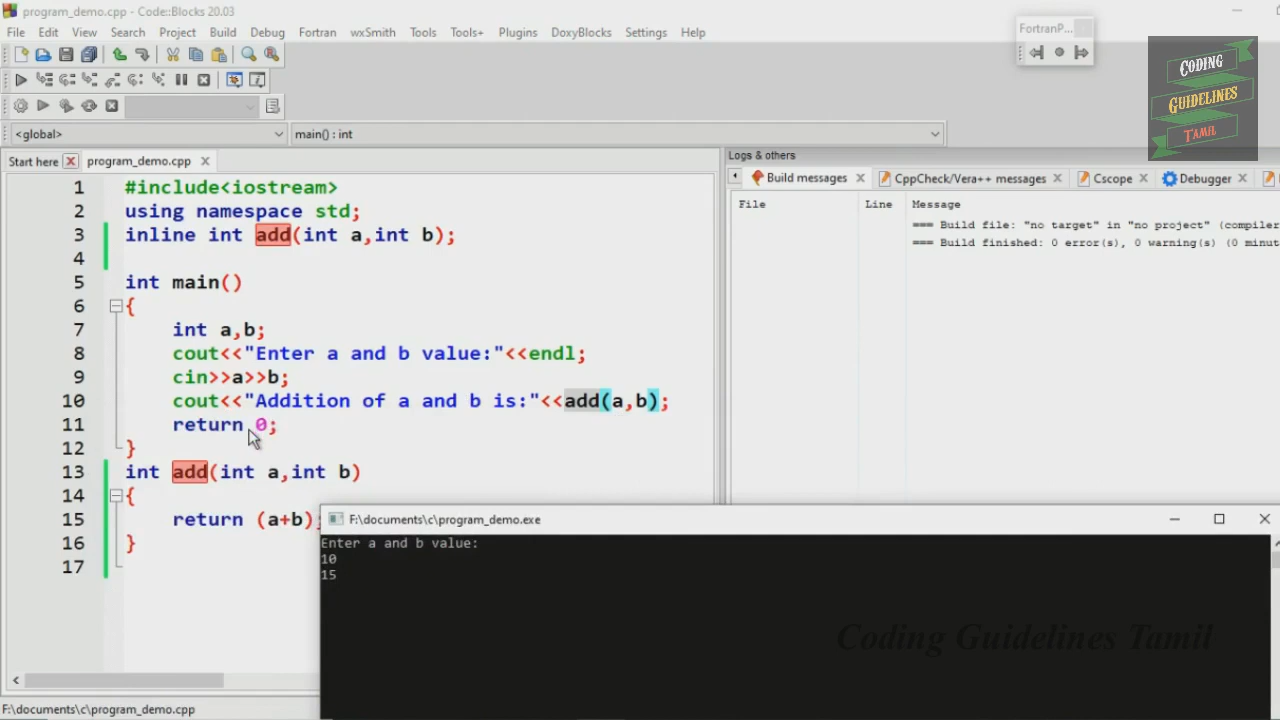 program_demo.cpp - Code::Blocks 20.03
File Edit View Search Project Build Debug Fortran wxSmith Tools Tools+ Plugins DoxyBlocks Settings Help
FortranP...
CODING
GUIDELINES
TAMIL
<global> main() : int
Start here program_demo.cpp
Logs & others
Build messages CppCheck/Vera++ messages Cscope Debugger
File Line Message
=== Build file: "no target" in "no project" (compiler
=== Build finished: 0 error(s), 0 warning(s) (0 minut
1 #include<iostream>
2 using namespace std;
3 inline int add(int a,int b);
4
5 int main()
6 {
7 int a,b;
8 cout<<"Enter a and b value:"<<endl;
9 cin>>a>>b;
10 cout<<"Addition of a and b is:"<<add(a,b);
11 return 0;
12 }
13 int add(int a,int b)
14 {
15 return (a+b);
16 }
17
F:\documents\c\program_demo.exe
Enter a and b value:
10
15
Coding Guidelines Tamil
F:\documents\c\program_demo.cpp